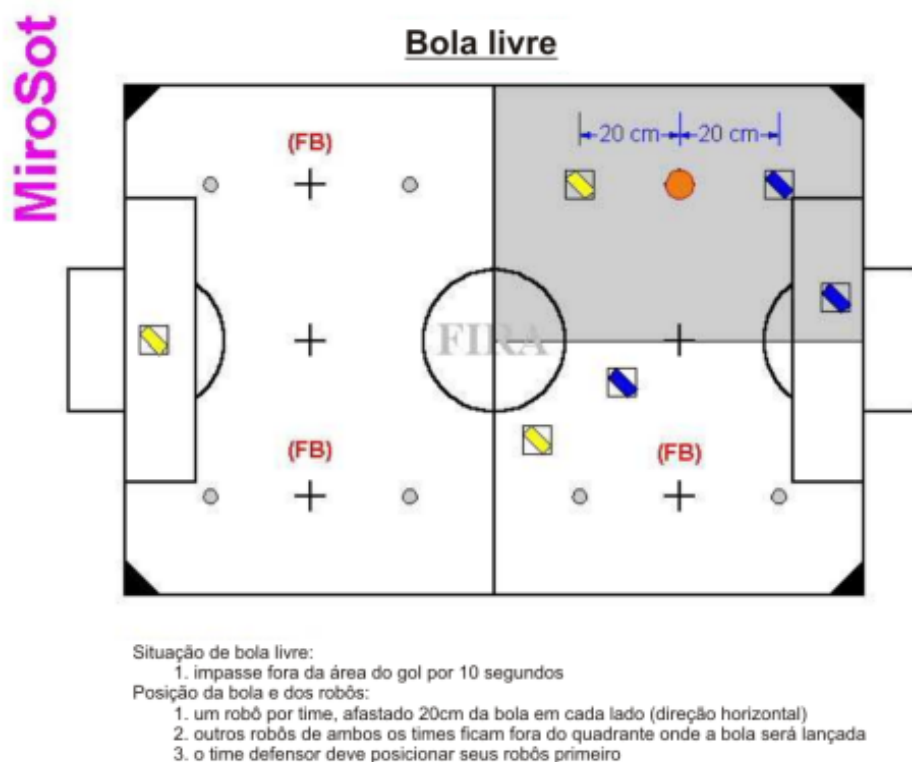 MiroSot
Bola livre
(FB)
20 cm 20 cm
FIRA
(FB)
(FB)
Situação de bola livre:
1. impasse fora da área do gol por 10 segundos
Posição da bola e dos robôs:
1. um robô por time, afastado 20cm da bola em cada lado (direção horizontal)
2. outros robôs de ambos os times ficam fora do quadrante onde a bola será lançada
3. o time defensor deve posicionar seus robôs primeiro